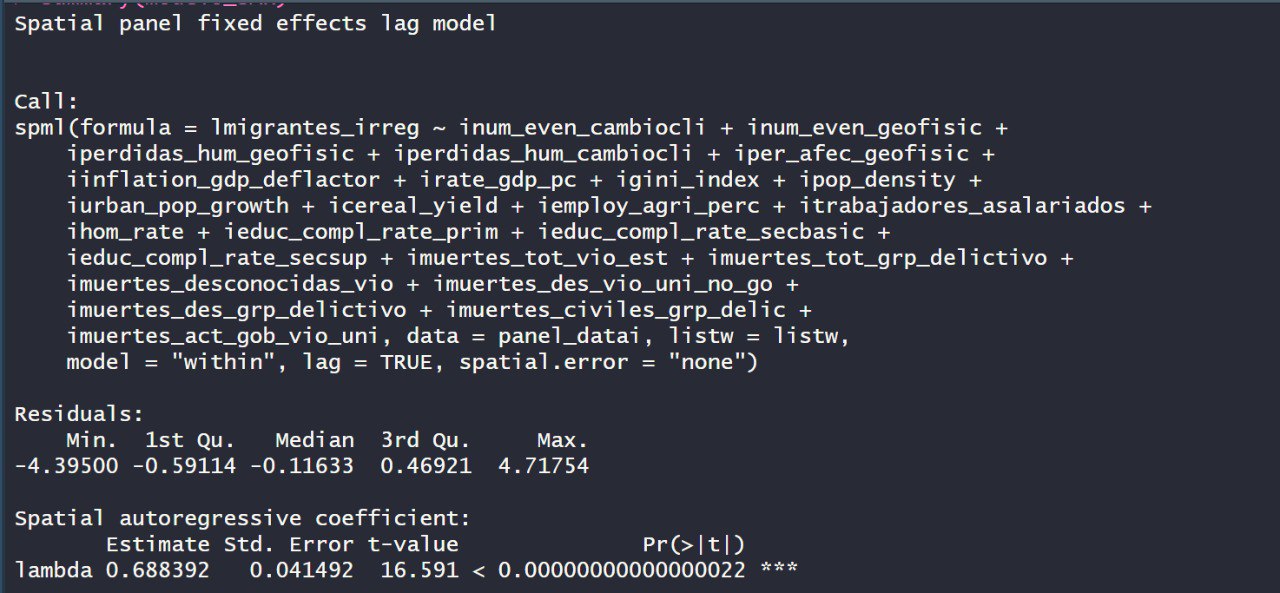 Spatial panel fixed effects lag model
Call:
spml(formula = lmigrantes_irreg ~ inum_even_cambiocli + inum_even_geofisic +
    iperdidas_hum_geofisic + iperdidas_hum_cambiocli + iper_afec_geofisic +
    iinflation_gdp_deflactor + irate_gdp_pc + igini_index + ipop_density +
    iurban_pop_growth + icereal_yield + iemploy_agri_perc + itrabajadores_asalariados +
    ihom_rate + ieduc_compl_rate_prim + ieduc_compl_rate_secbasic +
    ieduc_compl_rate_secsup + imuertes_tot_vio_est + imuertes_tot_grp_delictivo +
    imuertes_desconocidas_vio + imuertes_des_vio_uni_no_go +
    imuertes_des_grp_delictivo + imuertes_civiles_grp_delic +
    imuertes_act_gob_vio_uni, data = panel_datai, listw = listw,
    model = "within", lag = TRUE, spatial.error = "none")
Residuals:
    Min.  1st Qu.   Median  3rd Qu.     Max.
-4.39500 -0.59114 -0.11633  0.46921  4.71754
Spatial autoregressive coefficient:
       Estimate Std. Error t-value              Pr(>|t|)
lambda 0.688392   0.041492  16.591 < 0.00000000000000022 ***